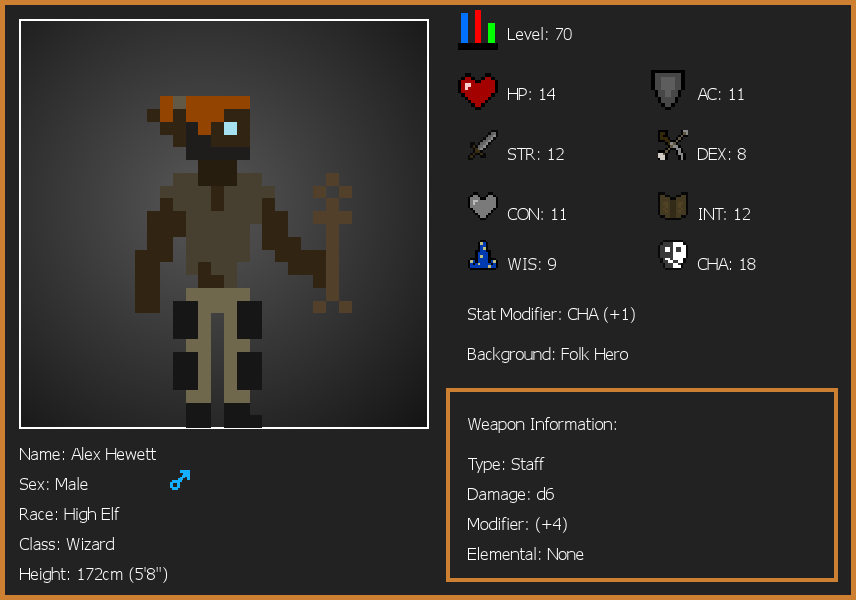 Level: 70
HP: 14
AC: 11
STR: 12
DEX: 8
CON: 11
INT: 12
WIS: 9
CHA: 18
Stat Modifier: CHA (+1)
Background: Folk Hero
Weapon Information:
Type: Staff
Damage: d6
Modifier: (+4)
Elemental: None
Name: Alex Hewett
Sex: Male
Race: High Elf
Class: Wizard
Height: 172cm (5'8")